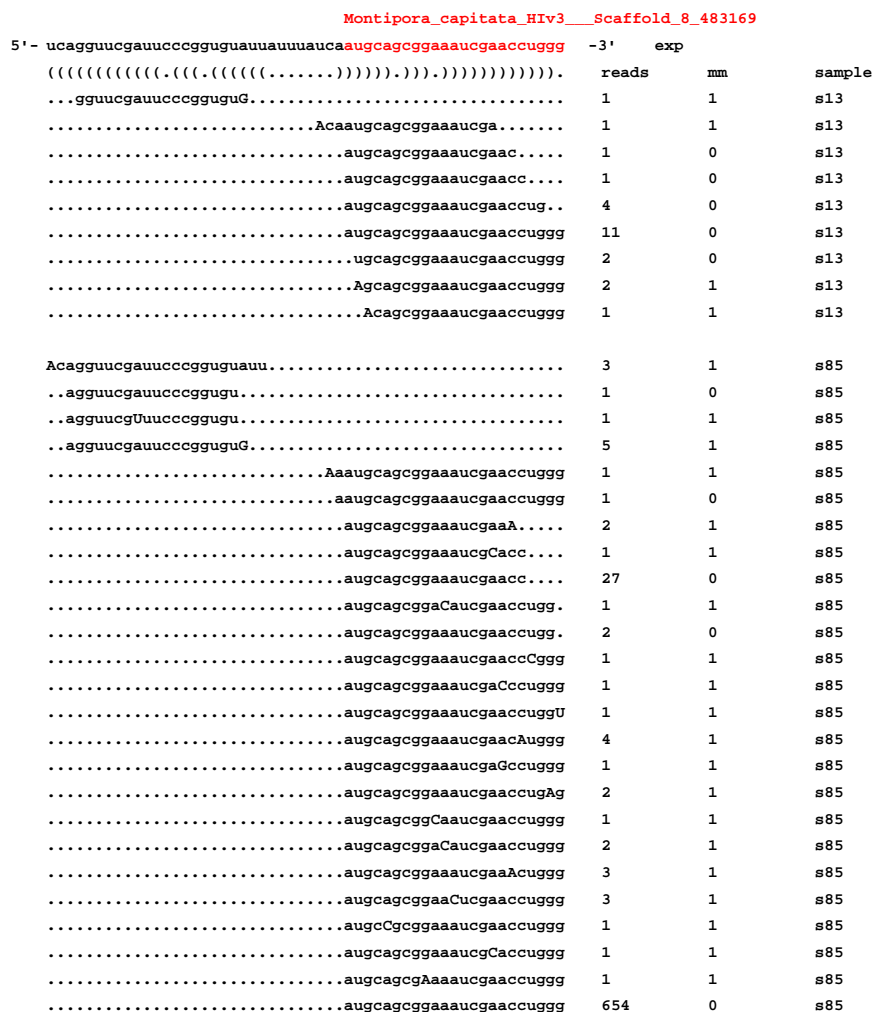 Montipora_capitata_HIv3___Scaffold_8_483169
5'- ucagguucgauucccgguguauuauuuaucaaugcagcggaaaucgaaccuggg -3' exp
((((((((((((.(((.((((((.......)))))).))).)))))))))))). reads mm sample
...gguucgauucccgguguG................................. 1 1 s13
............................Acaaugcagcggaaaucga....... 1 1 s13
...............................augcagcggaaaucgaac..... 1 0 s13
...............................augcagcggaaaucgaacc.... 1 0 s13
...............................augcagcggaaaucgaaccug.. 4 0 s13
...............................augcagcggaaaucgaaccuggg 11 0 s13
................................ugcagcggaaaucgaaccuggg 2 0 s13
................................Agcagcggaaaucgaaccuggg 2 1 s13
.................................Acagcggaaaucgaaccuggg 1 1 s13
Acagguucgauucccgguguauu............................... 3 1 s85
..agguucgauucccggugu.................................. 1 0 s85
..agguucgUuucccggugu.................................. 1 1 s85
..agguucgauucccgguguG................................. 5 1 s85
.............................Aaaugcagcggaaaucgaaccuggg 1 1 s85
..............................aaugcagcggaaaucgaaccuggg 1 0 s85
...............................augcagcggaaaucgaaA..... 2 1 s85
...............................augcagcggaaaucgCacc.... 1 1 s85
...............................augcagcggaaaucgaacc.... 27 0 s85
...............................augcagcggaCaucgaaccugg. 1 1 s85
...............................augcagcggaaaucgaaccugg. 2 0 s85
...............................augcagcggaaaucgaaccCggg 1 1 s85
...............................augcagcggaaaucgaCccuggg 1 1 s85
...............................augcagcggaaaucgaaccuggU 1 1 s85
...............................augcagcggaaaucgaacAuggg 4 1 s85
...............................augcagcggaaaucgaGccuggg 1 1 s85
...............................augcagcggaaaucgaaccugAg 2 1 s85
...............................augcagcggCaaucgaaccuggg 1 1 s85
...............................augcagcggaCaucgaaccuggg 2 1 s85
...............................augcagcggaaaucgaaAcuggg 3 1 s85
...............................augcagcggaaCucgaaccuggg 3 1 s85
...............................augcCgcggaaaucgaaccuggg 1 1 s85
...............................augcagcggaaaucgCaccuggg 1 1 s85
...............................augcagcgAaaaucgaaccuggg 1 1 s85
...............................augcagcggaaaucgaaccuggg 654 0 s85